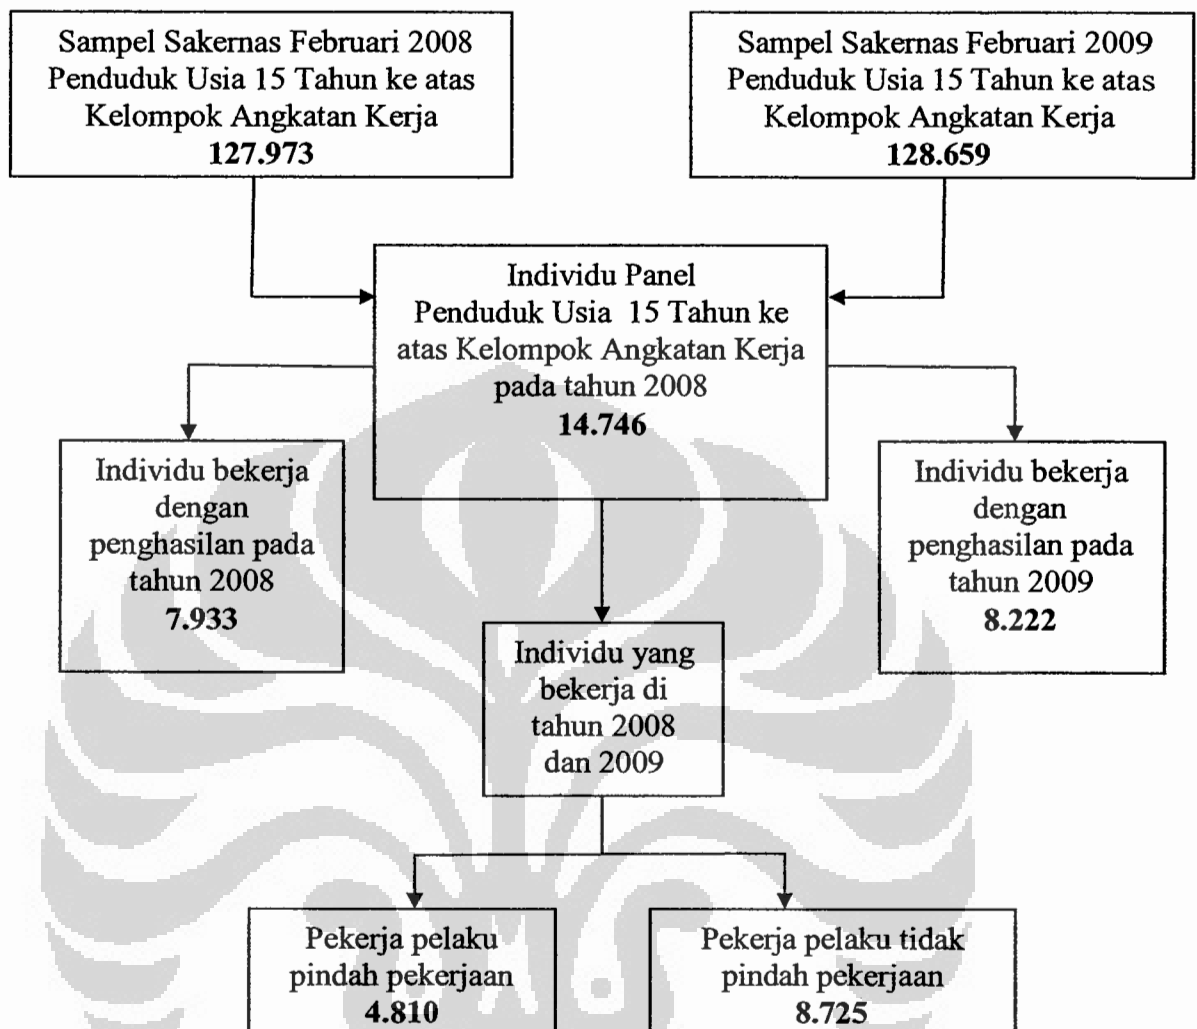 Sampel Sakernas Februari 2008
Penduduk Usia 15 Tahun ke atas
Kelompok Angkatan Kerja
127.973
Sampel Sakernas Februari 2009
Penduduk Usia 15 Tahun ke atas
Kelompok Angkatan Kerja
128.659
Individu Panel
Penduduk Usia 15 Tahun ke
atas Kelompok Angkatan Kerja
pada tahun 2008
14.746
Individu bekerja
dengan
penghasilan pada
tahun 2008
7.933
Individu bekerja
dengan
penghasilan pada
tahun 2009
8.222
Individu yang
bekerja di
tahun 2008
dan 2009
Pekerja pelaku
pindah pekerjaan
4.810
Pekerja pelaku tidak
pindah pekerjaan
8.725